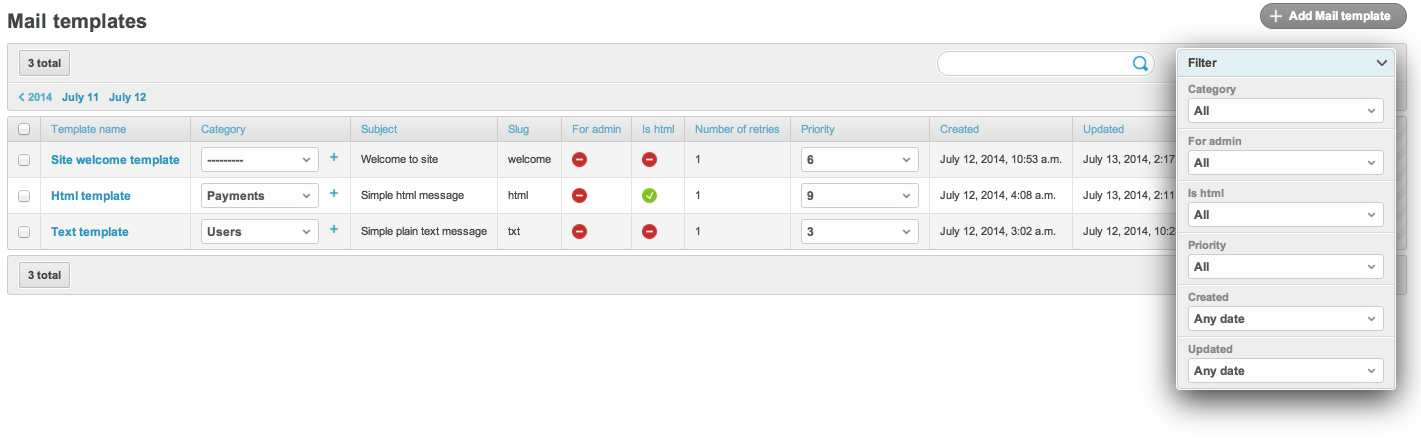 Mail templates
+ Add Mail template
3 total
Filter
< 2014 July 11 July 12
Category
All
Template name Category Subject Slug For admin Is html Number of retries Priority Created Updated
For admin
All
Site welcome template --------- + Welcome to site welcome 1 6 July 12, 2014, 10:53 a.m. July 13, 2014, 2:17
Html template Payments + Simple html message html 1 9 July 12, 2014, 4:08 a.m. July 13, 2014, 2:11
Is html
All
Text template Users + Simple plain text message txt 1 3 July 12, 2014, 3:02 a.m. July 12, 2014, 10:2
Priority
All
3 total
Created
Any date
Updated
Any date